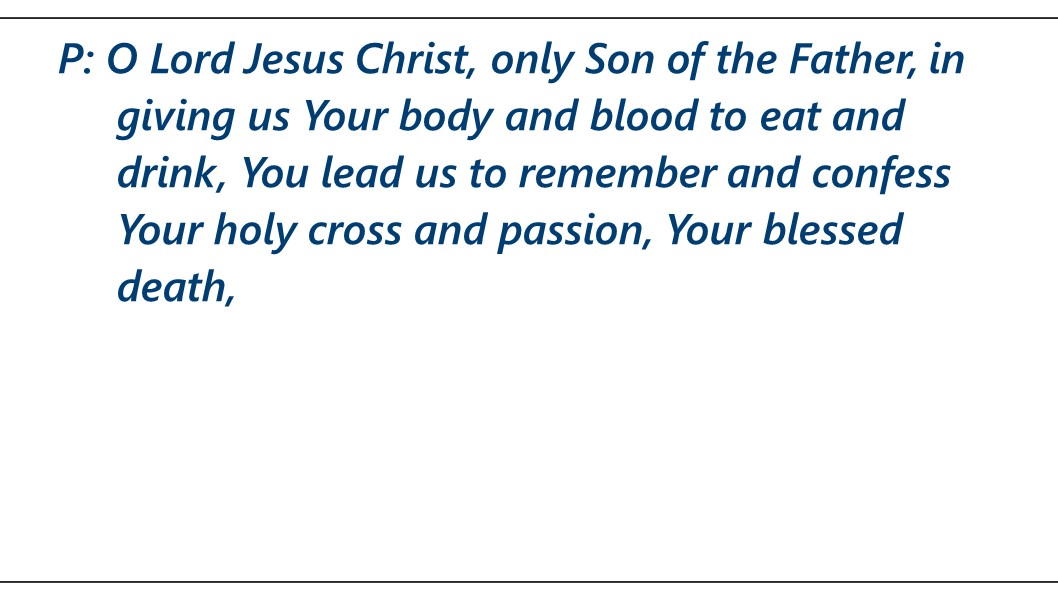 P: O Lord Jesus Christ, only Son of the Father, in
giving us Your body and blood to eat and
drink, You lead us to remember and confess
Your holy cross and passion, Your blessed
death,